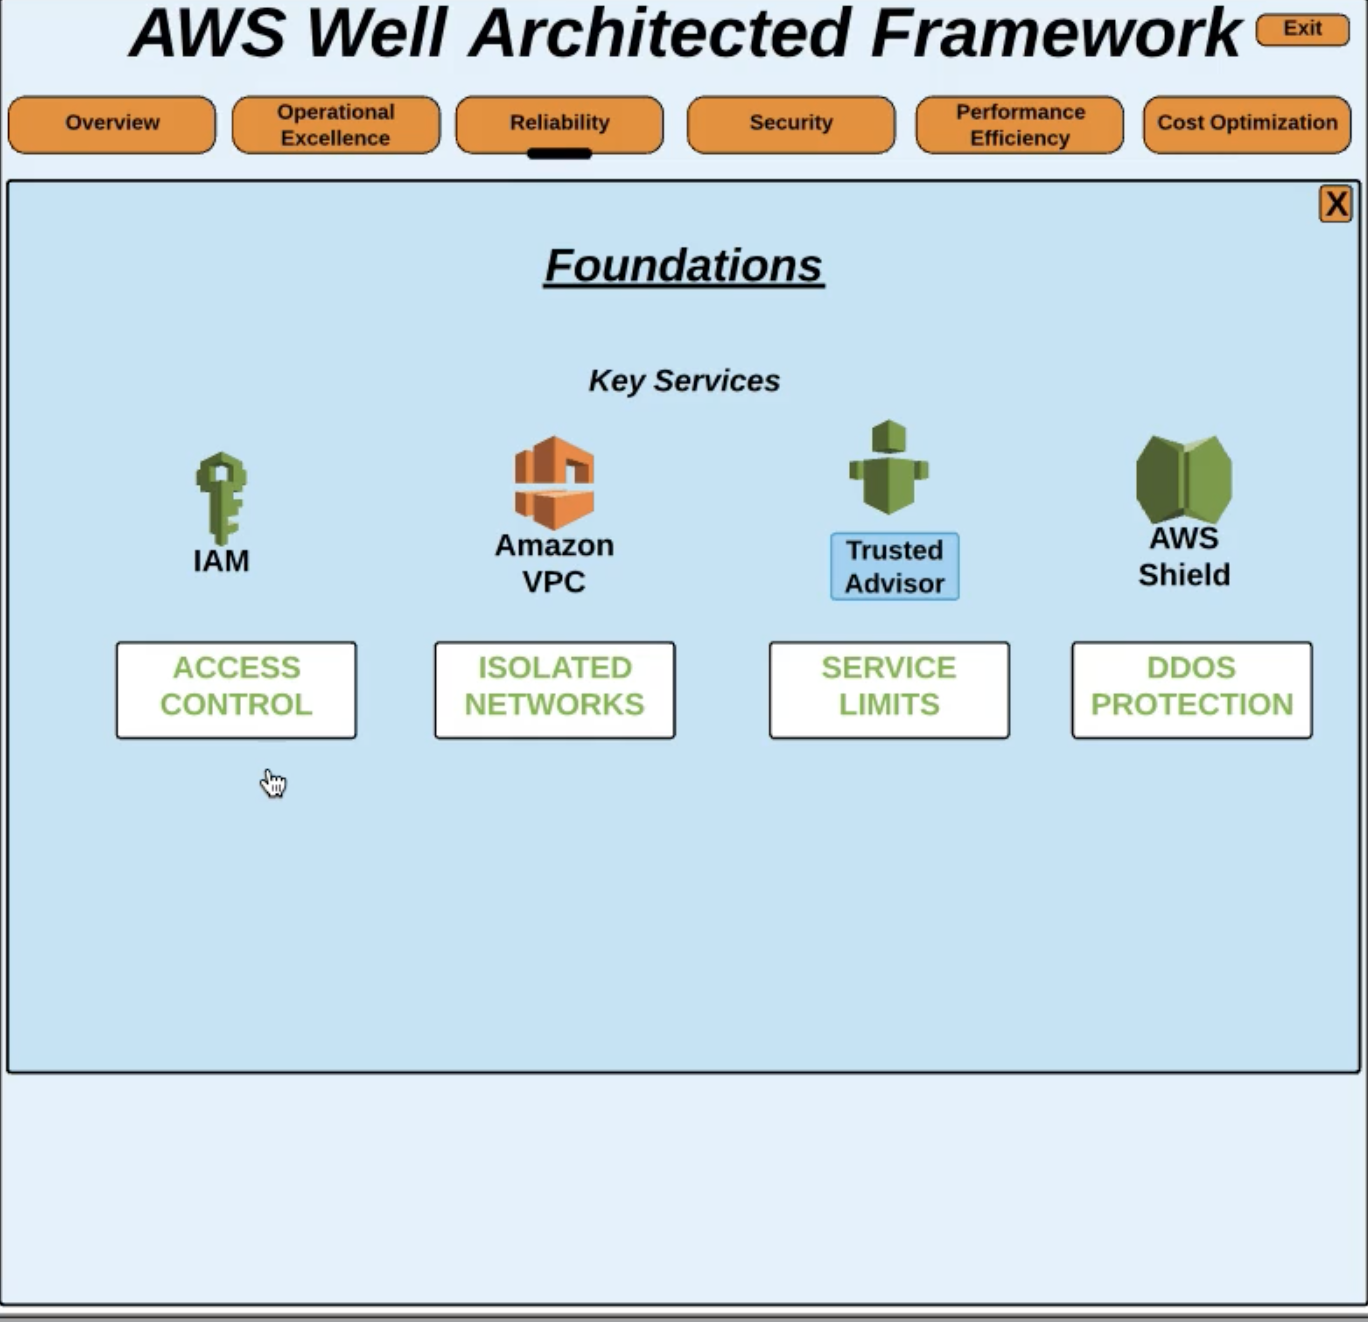 AWS Well Architected Framework
Exit
Overview
Operational
Excellence
Reliability
Security
Performance
Efficiency
Cost Optimization
X
Foundations
Key Services
IAM
Amazon
VPC
Trusted
Advisor
AWS
Shield
ACCESS
CONTROL
ISOLATED
NETWORKS
SERVICE
LIMITS
DDOS
PROTECTION